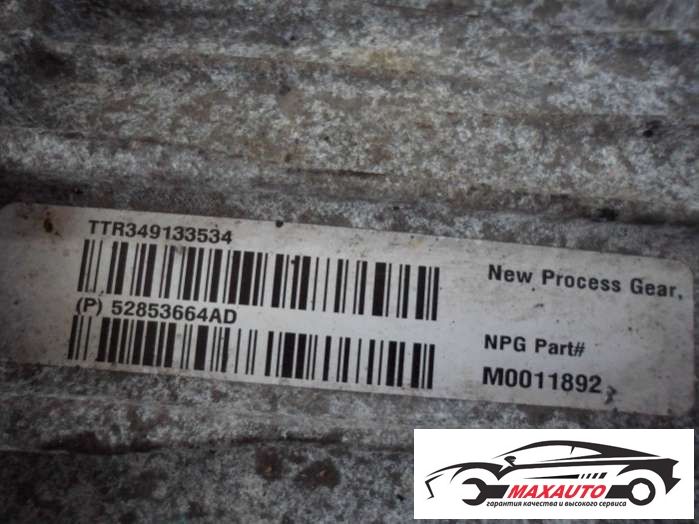 TTR349133534
(P) 52853664AD
New Process Gear,
NPG Part#
M0011892
MAXAUTO
гарантия качества и высокого сервиса